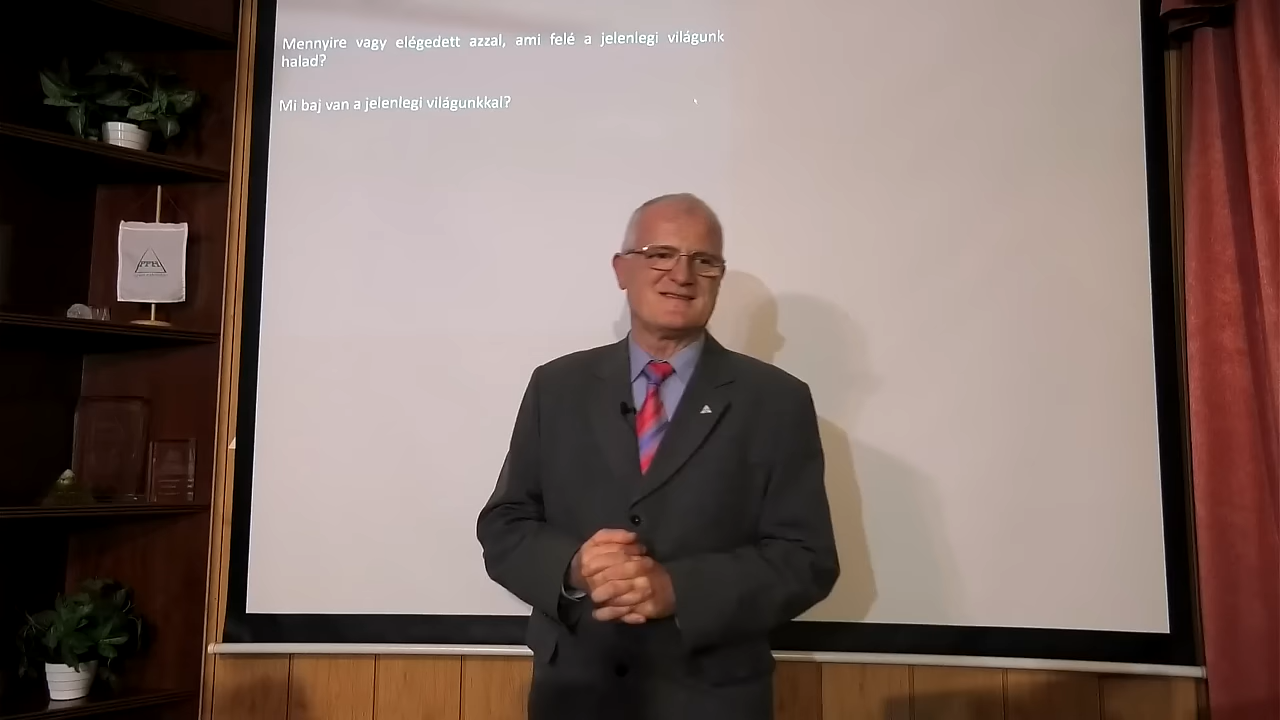 Mennyire vagy elégedett azzal, ami felé a jelenlegi világunk
halad?
Mi baj van a jelenlegi világunkkal?